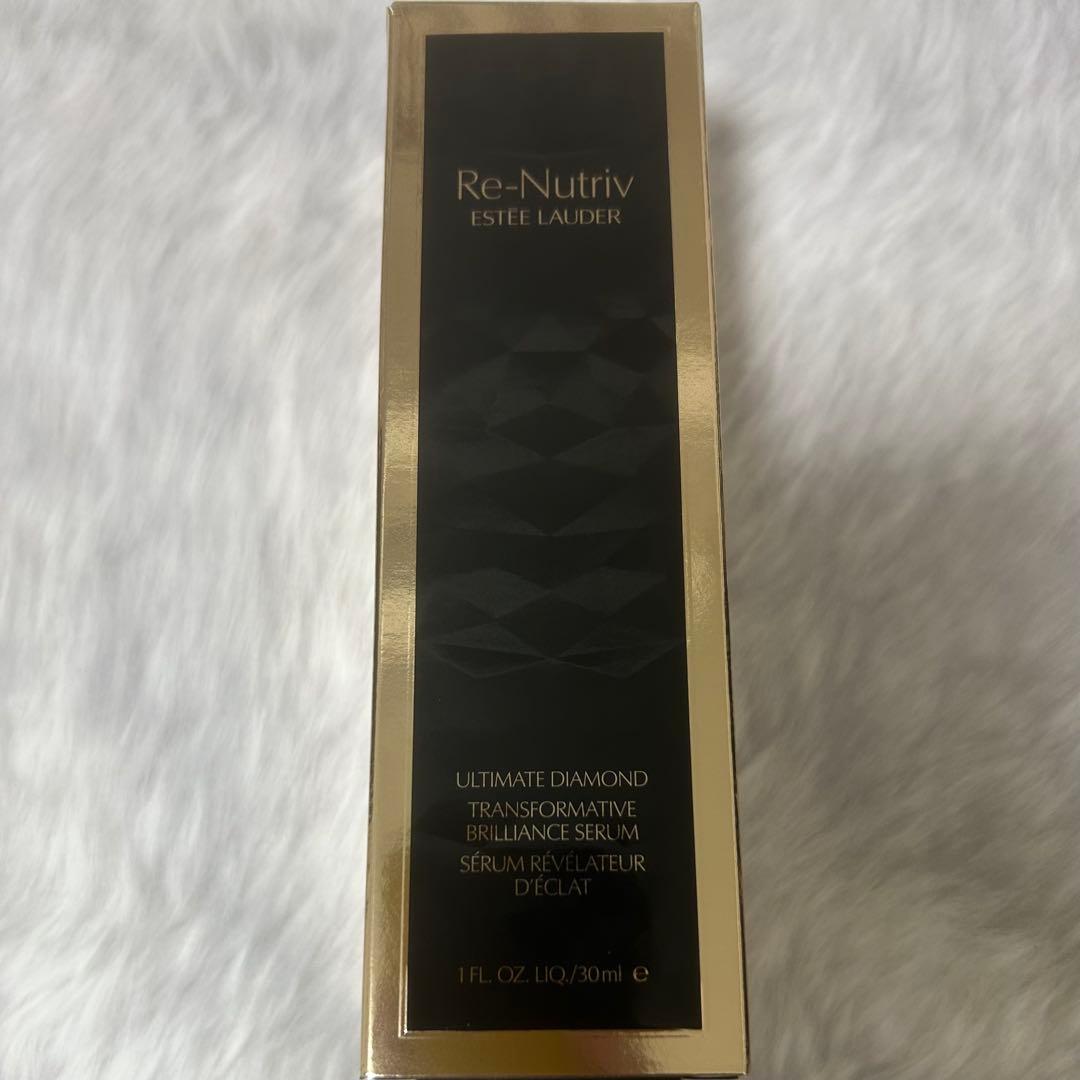 Re-Nutriv
ESTĒE LAUDER
ULTIMATE DIAMOND
TRANSFORMATIVE
BRILLIANCE SERUM
SÉRUM RÉVÉLATEUR
D'ÉCLAT
1 FL. OZ. LIQ./30ml ℮